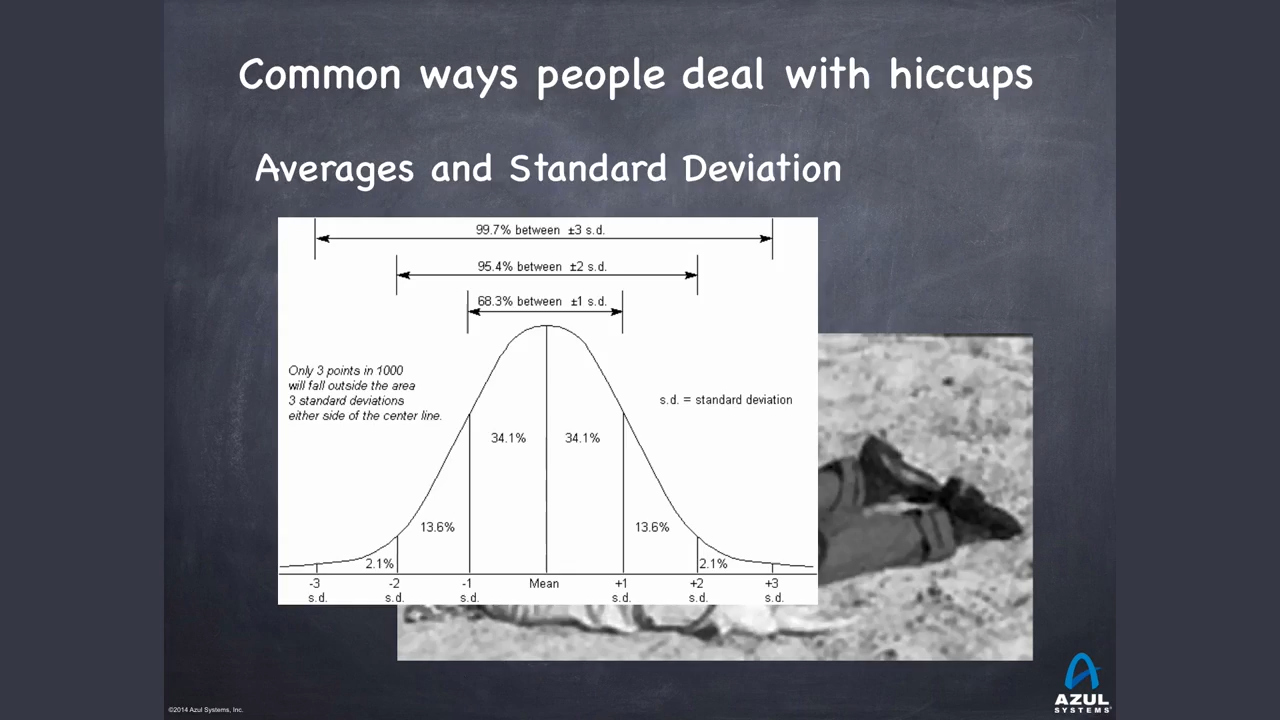 Common ways people deal with hiccups
Averages and Standard Deviation
99.7% between ±3 s.d.
95.4% between ±2 s.d.
68.3% between ±1 s.d.
Only 3 points in 1000
will fall outside the area
3 standard deviations
either side of the center line.
s.d. = standard deviation
34.1% 34.1%
13.6% 13.6%
2.1% 2.1%
-3 -2 -1 Mean +1 +2 +3
s.d. s.d. s.d. s.d. s.d. s.d.
©2014 Azul Systems, Inc.
AZUL
SYSTEMS